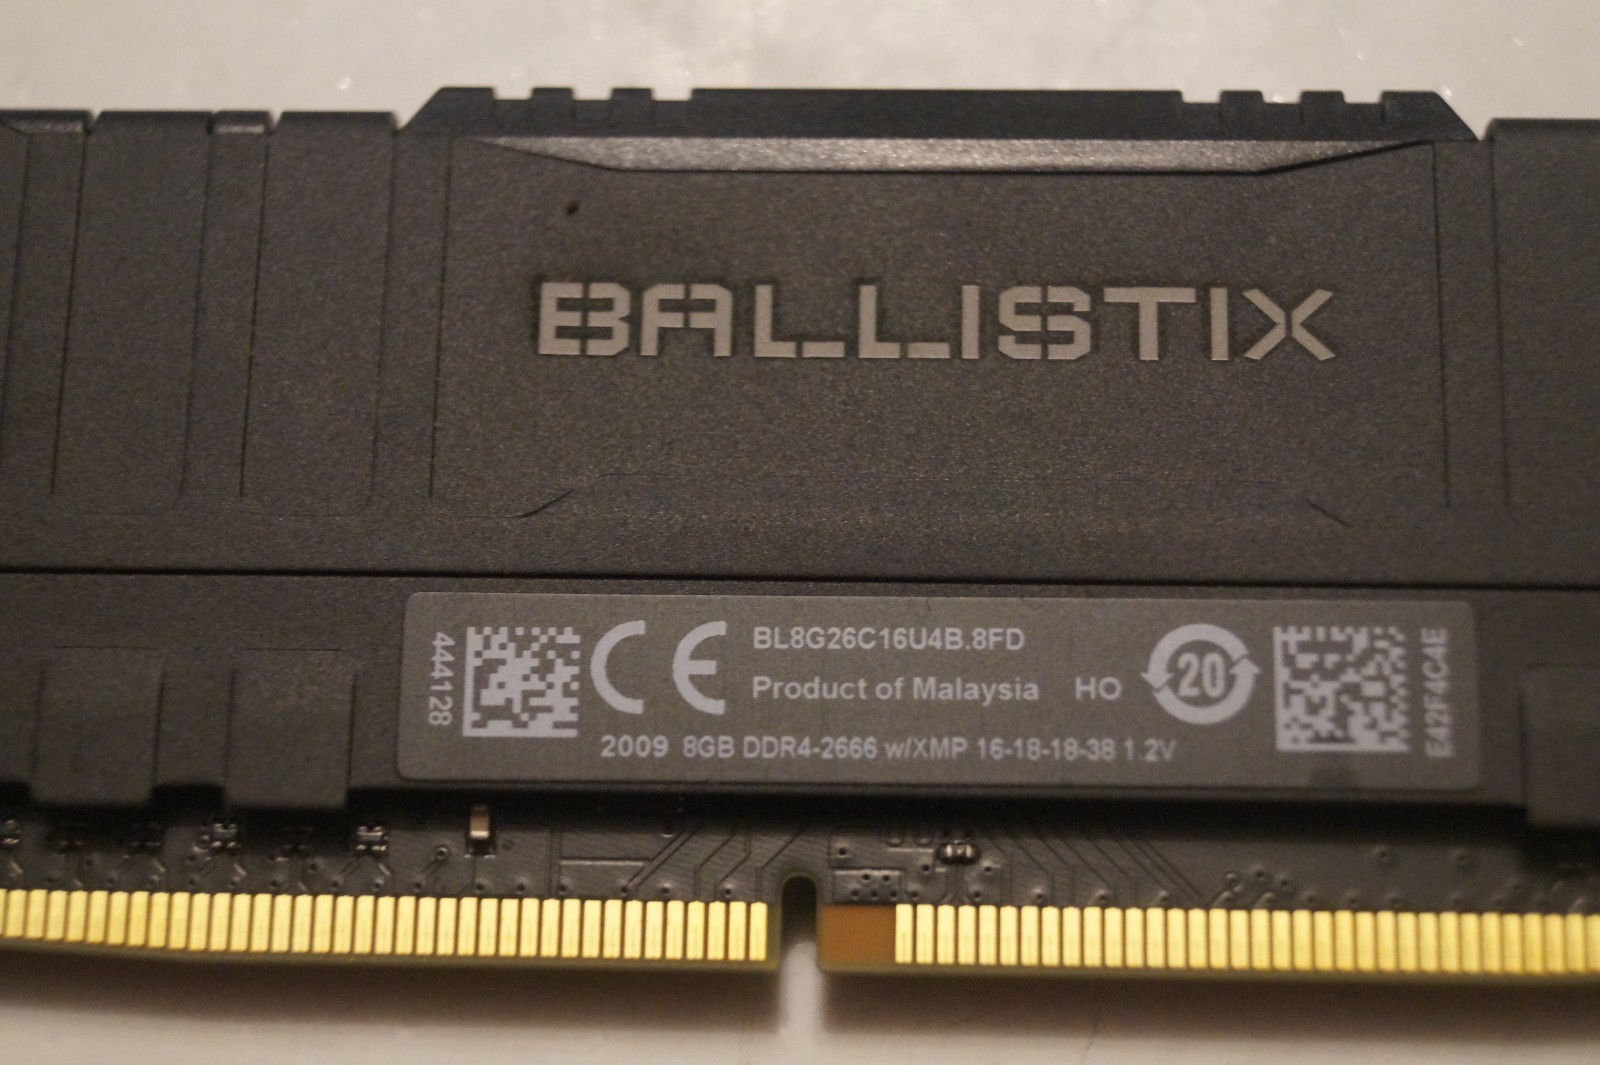 BALLISTIX
444128
CE
BL8G26C16U4B.8FD
Product of Malaysia HO
20
2009 8GB DDR4-2666 w/XMP 16-18-18-38 1.2V
E42F4C4E